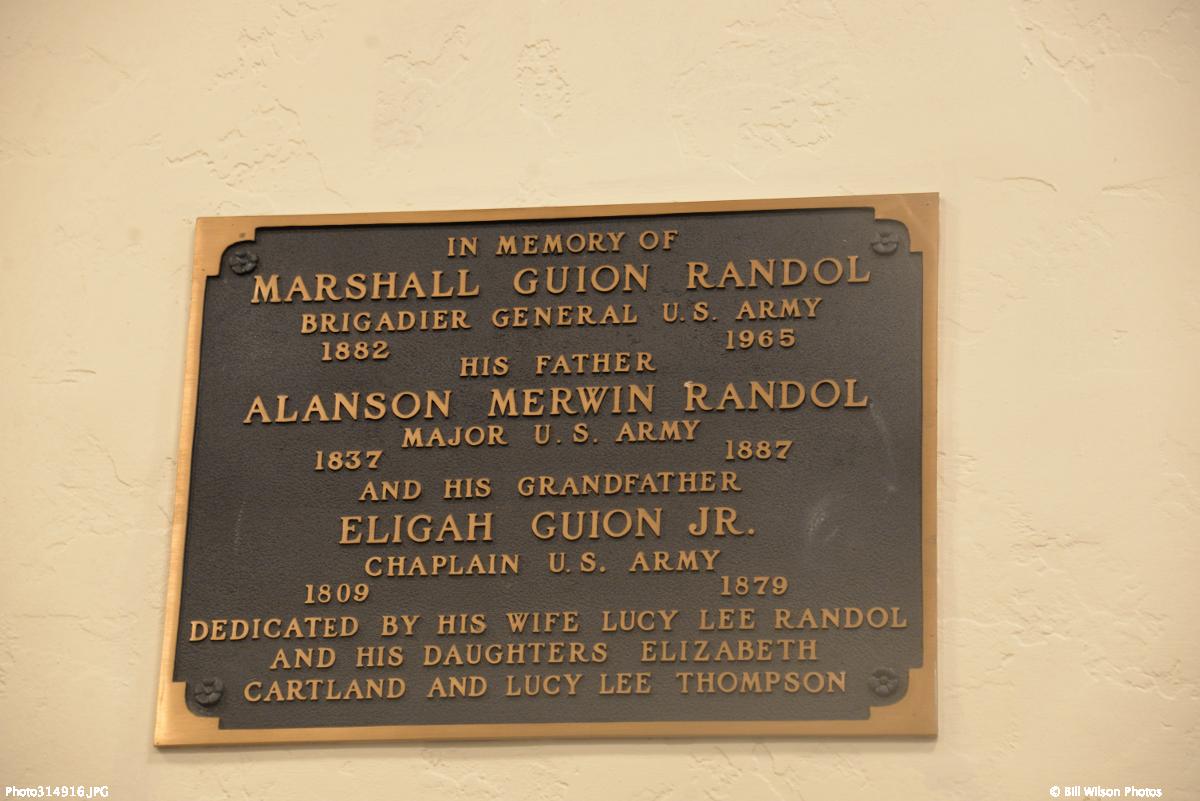 IN MEMORY OF
MARSHALL GUION RANDOL
BRIGADIER GENERAL U.S. ARMY
1882 1965
HIS FATHER
ALANSON MERWIN RANDOL
MAJOR U.S. ARMY
1837 1887
AND HIS GRANDFATHER
ELIGAH GUION JR.
CHAPLAIN U.S. ARMY
1809 1879
DEDICATED BY HIS WIFE LUCY LEE RANDOL
AND HIS DAUGHTERS ELIZABETH
CARTLAND AND LUCY LEE THOMPSON
Photo314916.JPG
© Bill Wilson Photos